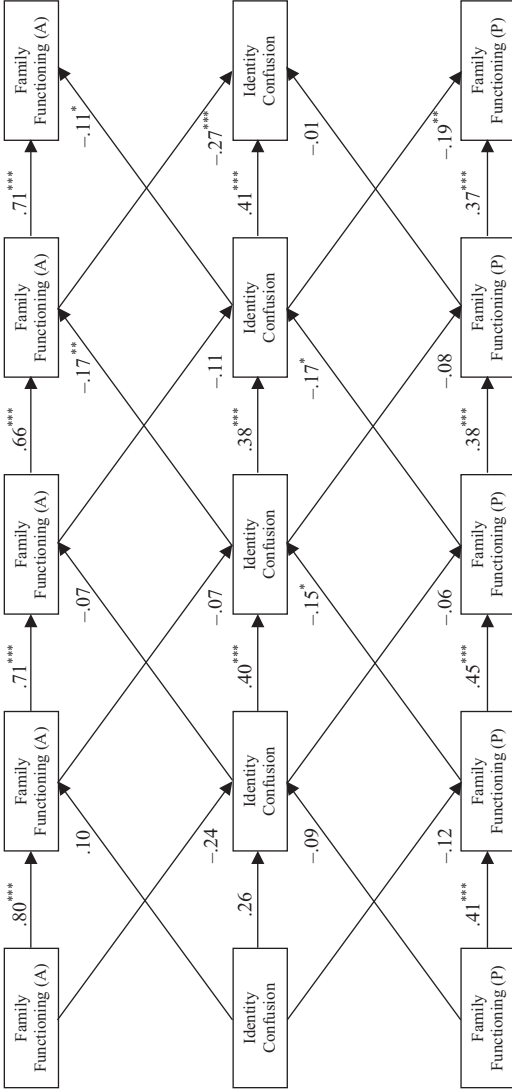 Family
Functioning (A)
.80***
Family
Functioning (A)
.71***
Family
Functioning (A)
.66***
Family
Functioning (A)
.71***
Family
Functioning (A)
.10
−.07
−.17**
−.11*
−.24
−.07
−.11
−.27***
Identity
Confusion
.26
Identity
Confusion
.40***
Identity
Confusion
.38***
Identity
Confusion
.41***
Identity
Confusion
−.09
−.15*
−.17*
−.01
−.12
−.06
−.08
−.19**
Family
Functioning (P)
.41***
Family
Functioning (P)
.45***
Family
Functioning (P)
.38***
Family
Functioning (P)
.37***
Family
Functioning (P)